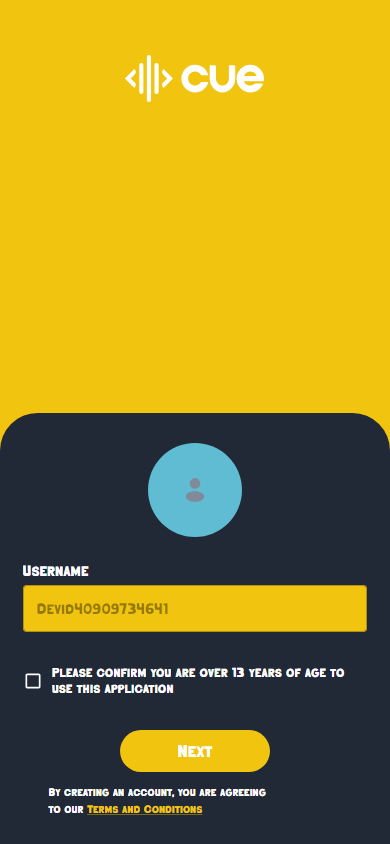 cue
Username
Devid40909734641
Please confirm you are over 13 years of age to
use this application
Next
By creating an account, you are agreeing
to our Terms and Conditions